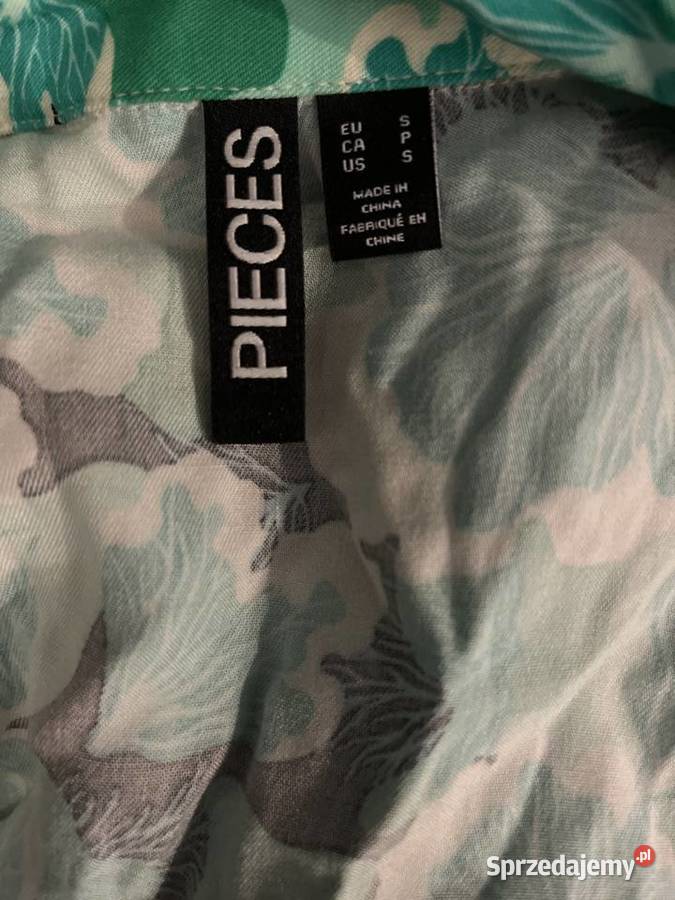 PIECES
EU S
CA P
US S
MADE IN
CHINA
FABRIQUÉ EN
CHINE
Sprzedajemy.pl